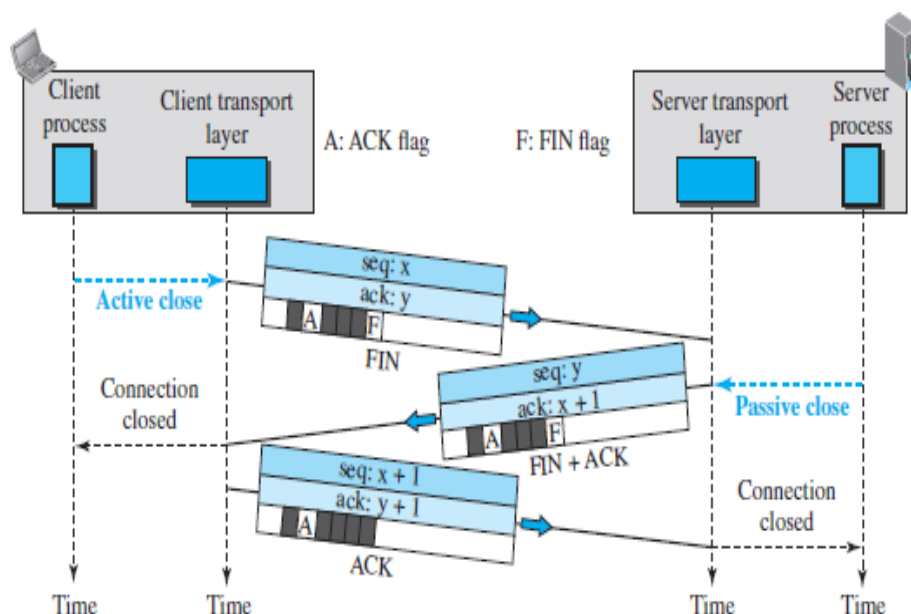 Client
process
Client transport
layer
A: ACK flag
F: FIN flag
Server transport
layer
Server
process
seq: x
ack: y
A
F
FIN
Active close
seq: y
ack: x + 1
A
F
FIN + ACK
Passive close
Connection
closed
seq: x + 1
ack: y + 1
A
ACK
Connection
closed
Time
Time
Time
Time